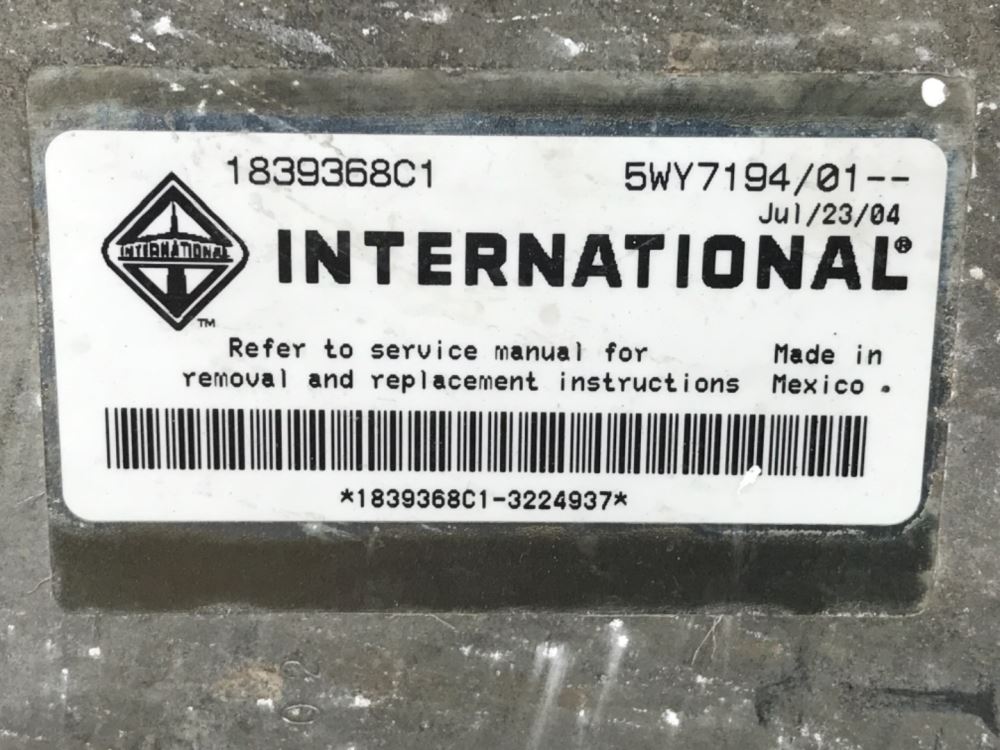 1839368C1 5WY7194/01--
Jul/23/04
INTERNATIONAL
INTERNATIONAL®
TM
Refer to service manual for Made in
removal and replacement instructions Mexico .
*1839368C1-3224937*